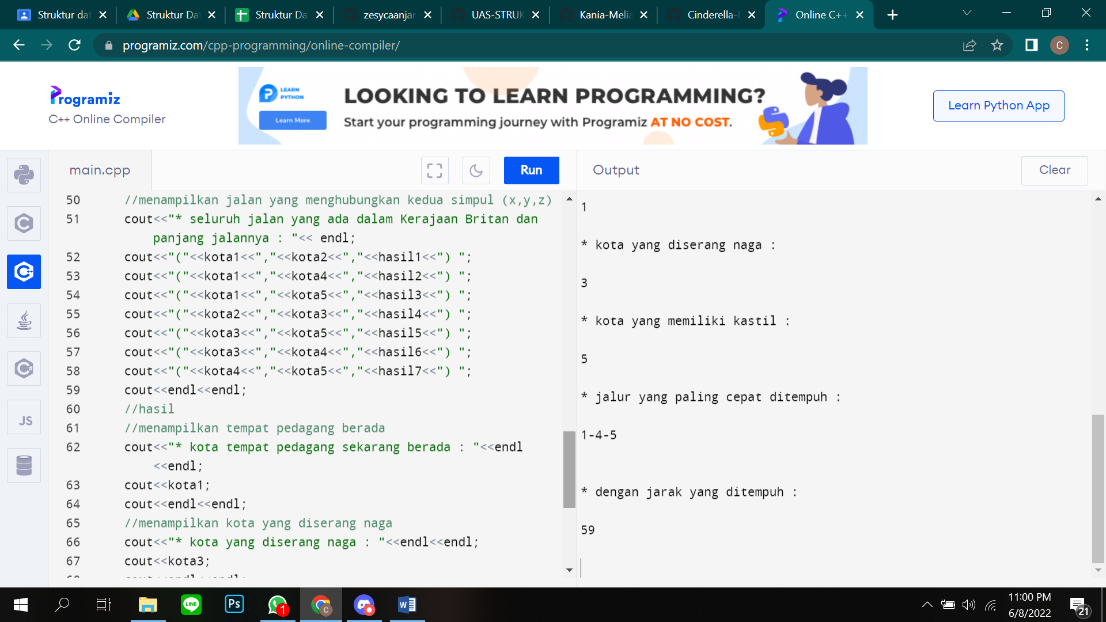 Struktur dat
Struktur Dat
Struktur Dat
zesycaanjar
UAS-STRUK
Kania-Melia
Cinderella-
Online C++
programiz.com/cpp-programming/online-compiler/
C
Programiz
C++ Online Compiler
LEARN
PYTHON
Learn More
LOOKING TO LEARN PROGRAMMING?
Start your programming journey with Programiz AT NO COST.
Learn Python App
main.cpp
Run
Output
Clear
JS
50 //menampilkan jalan yang menghubungkan kedua simpul (x,y,z)
51 cout<<"* seluruh jalan yang ada dalam Kerajaan Britan dan
panjang jalannya : "<< endl;
52 cout<<"("<<kota1<<","<<kota2<<","<<hasil1<<") ";
53 cout<<"("<<kota1<<","<<kota4<<","<<hasil2<<") ";
54 cout<<"("<<kota1<<","<<kota5<<","<<hasil3<<") ";
55 cout<<"("<<kota2<<","<<kota3<<","<<hasil4<<") ";
56 cout<<"("<<kota3<<","<<kota5<<","<<hasil5<<") ";
57 cout<<"("<<kota3<<","<<kota4<<","<<hasil6<<") ";
58 cout<<"("<<kota4<<","<<kota5<<","<<hasil7<<") ";
59 cout<<endl<<endl;
60 //hasil
61 //menampilkan tempat pedagang berada
62 cout<<"* kota tempat pedagang sekarang berada : "<<endl
<<endl;
63 cout<<kota1;
64 cout<<endl<<endl;
65 //menampilkan kota yang diserang naga
66 cout<<"* kota yang diserang naga : "<<endl<<endl;
67 cout<<kota3;
1
* kota yang diserang naga :
3
* kota yang memiliki kastil :
5
* jalur yang paling cepat ditempuh :
1-4-5
* dengan jarak yang ditempuh :
59
LINE
Ps
1
C
W
11:00 PM
6/8/2022
21